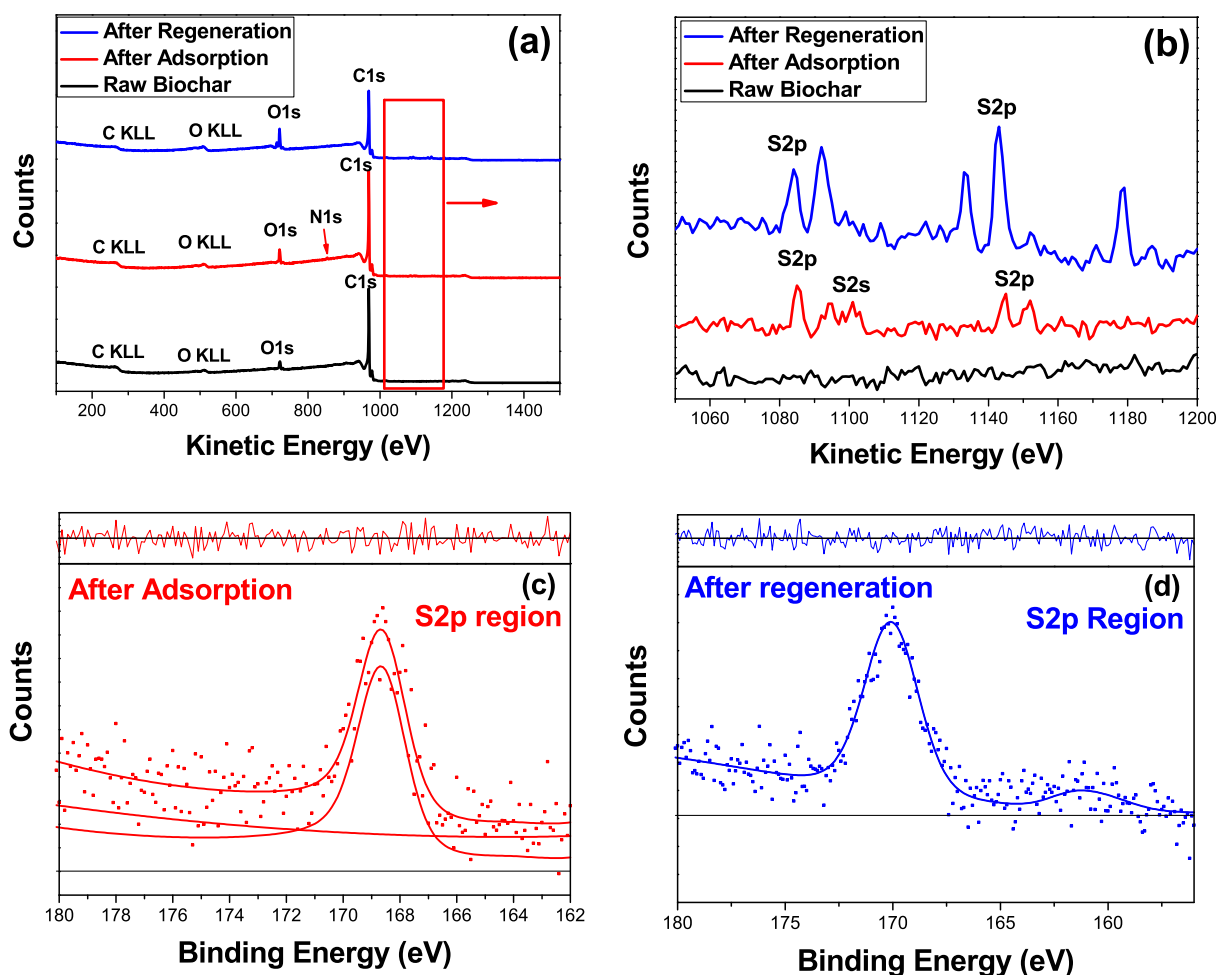 After Regeneration
After Adsorption
Raw Biochar
(a)
C1s
O1s
C KLL
O KLL
C1s
N1s
O1s
C KLL
O KLL
C1s
O1s
C KLL
O KLL
Counts
200 400 600 800 1000 1200 1400
Kinetic Energy (eV)
After Regeneration
After Adsorption
Raw Biochar
(b)
S2p
S2p
S2p
S2s
S2p
Counts
1060 1080 1100 1120 1140 1160 1180 1200
Kinetic Energy (eV)
After Adsorption
(c)
S2p region
Counts
180 178 176 174 172 170 168 166 164 162
Binding Energy (eV)
After regeneration
(d)
S2p Region
Counts
180 175 170 165 160
Binding Energy (eV)